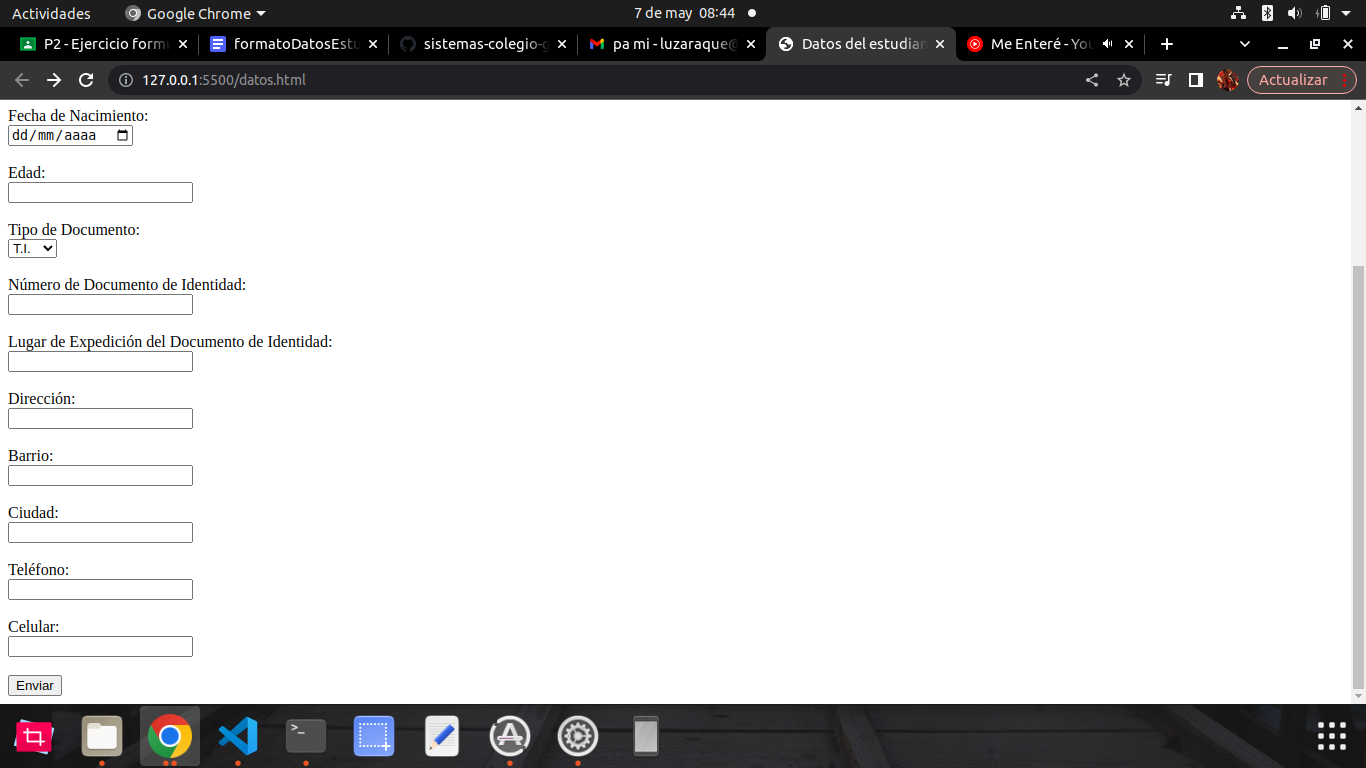 Actividades Google Chrome 7 de may 08:44
P2 - Ejercicio form formatoDatosEstu sistemas-colegio-g pa mi - luzaraque@ Datos del estudian Me Enteré - You
127.0.0.1:5500/datos.html Actualizar
Fecha de Nacimiento:
dd/mm/aaaa
Edad:
Tipo de Documento:
T.I.
Número de Documento de Identidad:
Lugar de Expedición del Documento de Identidad:
Dirección:
Barrio:
Ciudad:
Teléfono:
Celular:
Enviar